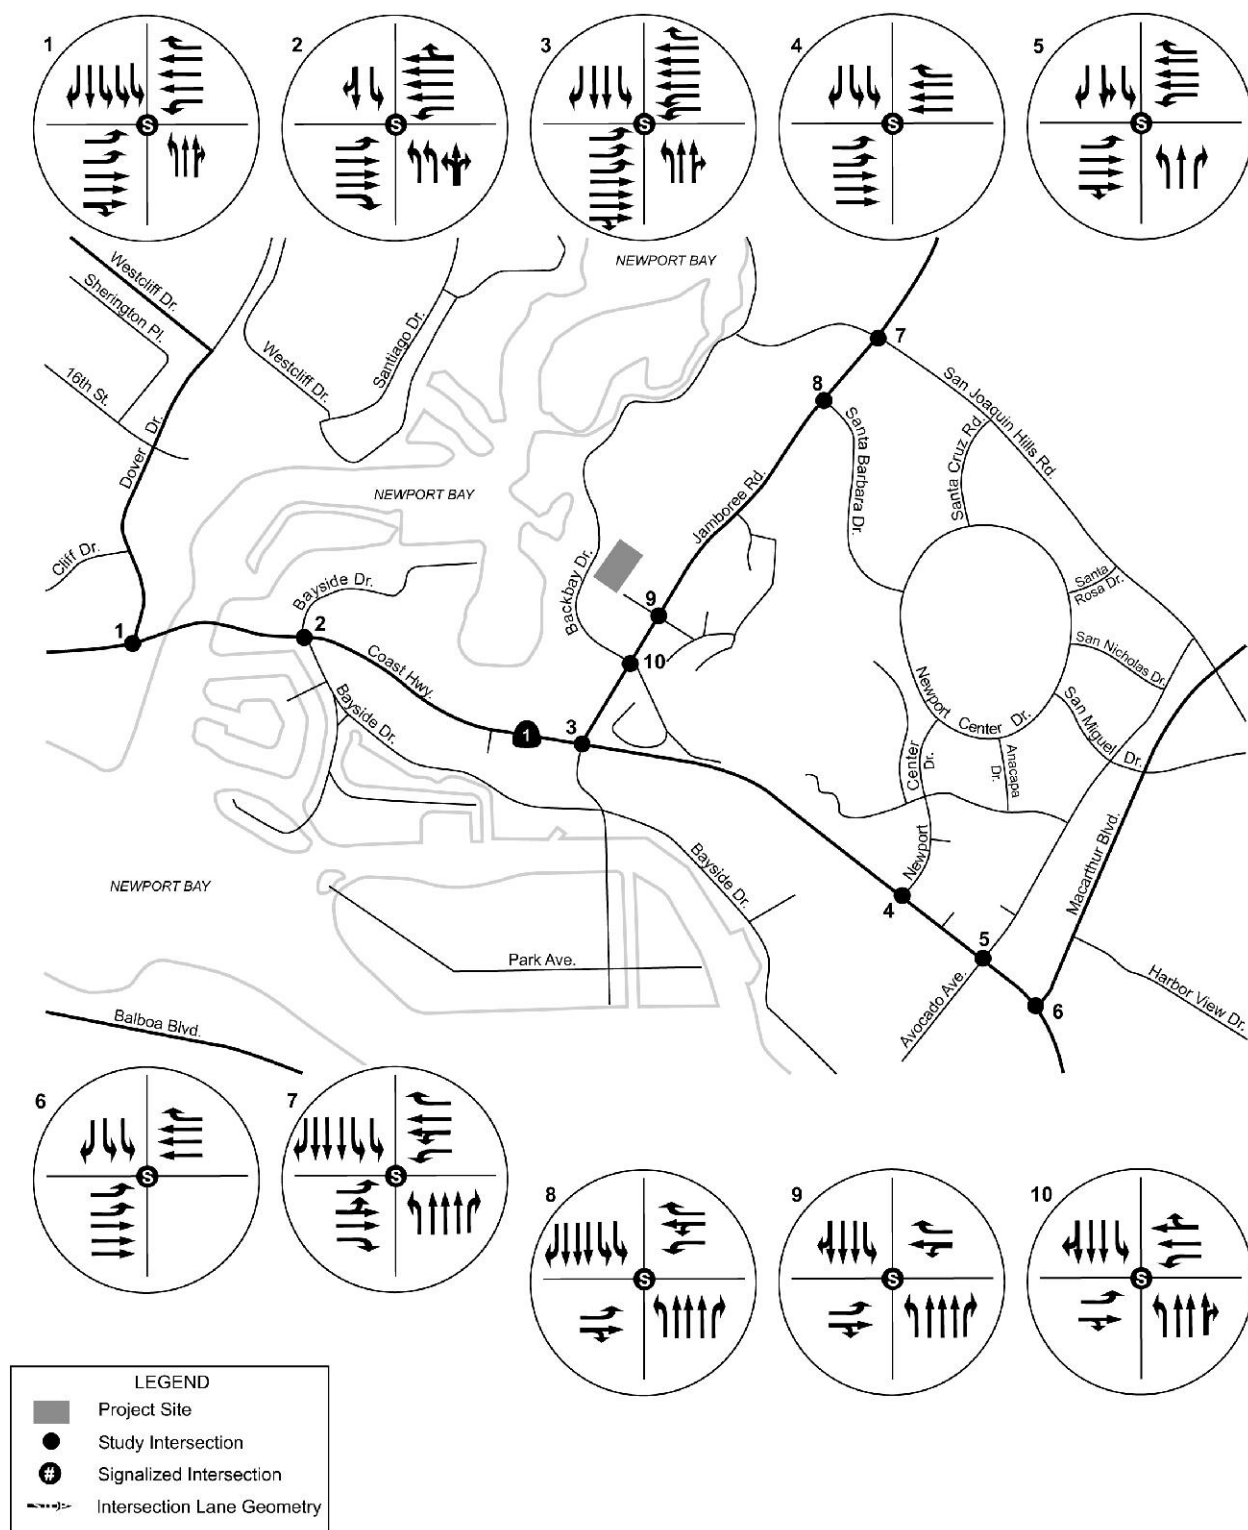 1
2
3
4
5
S
S
S
S
S
NEWPORT BAY
Westcliff Dr.
Sherington Pl.
16th St.
Dover Dr.
Westcliff Dr.
Santiago Dr.
7
8
San Joaquin Hills Rd.
Santa Cruz Rd.
Santa Barbara Dr.
NEWPORT BAY
Jamboree Rd.
Cliff Dr.
Bayside Dr.
Backbay Dr.
Santa
Rosa Dr.
9
1
2
10
San Nicholas Dr.
Coast Hwy.
Bayside Dr.
Newport Center Dr.
San Miguel Dr.
1
3
Center
Dr.
Anacapa
Dr.
Newport
Macarthur Blvd.
Bayside Dr.
NEWPORT BAY
4
5
Park Ave.
Avocado Ave.
6
Harbor View Dr.
Balboa Blvd.
6
7
8
9
10
S
S
S
S
S
LEGEND
Project Site
Study Intersection
# Signalized Intersection
Intersection Lane Geometry